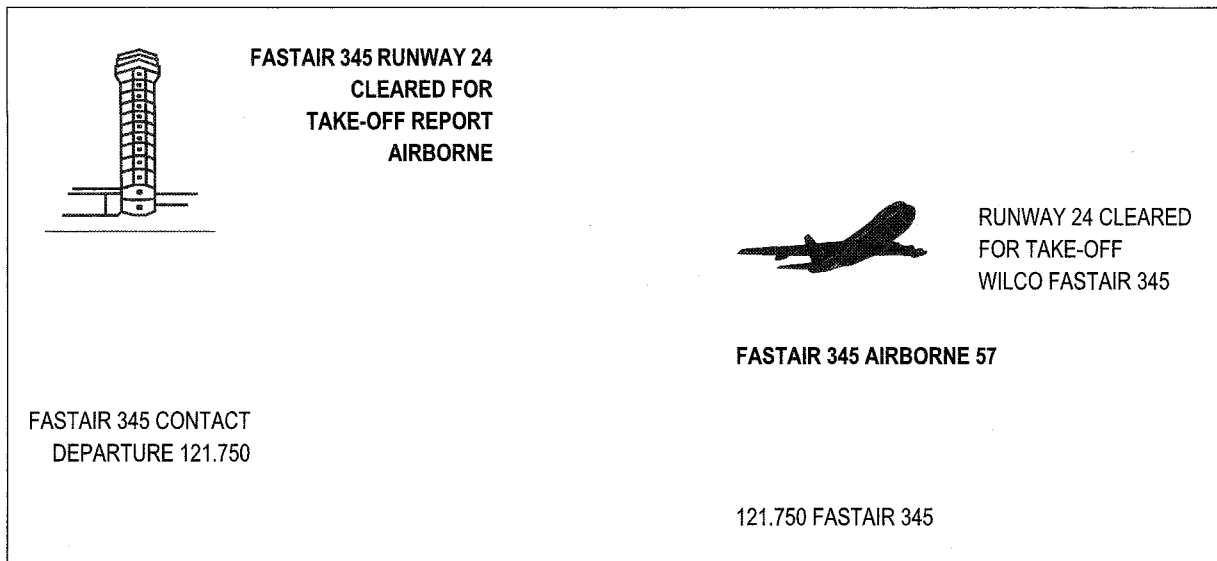 FASTAIR 345 RUNWAY 24
CLEARED FOR
TAKE-OFF REPORT
AIRBORNE
RUNWAY 24 CLEARED
FOR TAKE-OFF
WILCO FASTAIR 345
FASTAIR 345 AIRBORNE 57
FASTAIR 345 CONTACT
DEPARTURE 121.750
121.750 FASTAIR 345